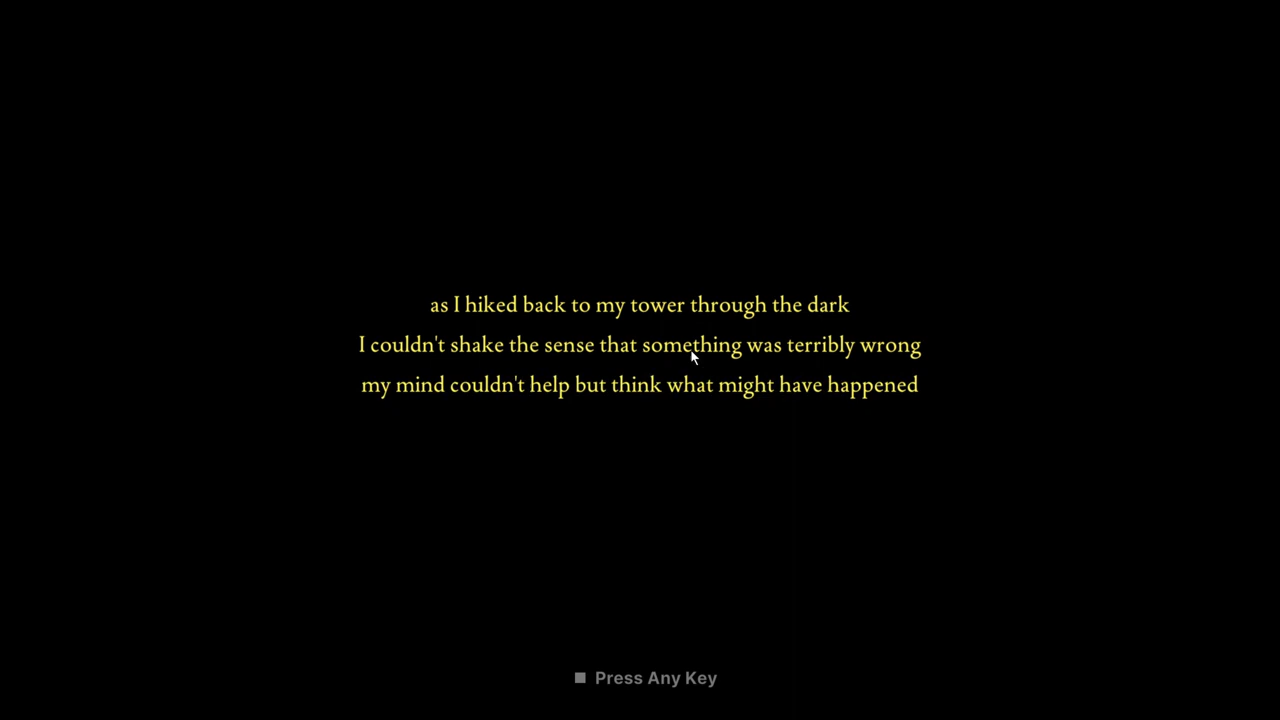 as I hiked back to my tower through the dark
I couldn't shake the sense that something was terribly wrong
my mind couldn't help but think what might have happened
Press Any Key